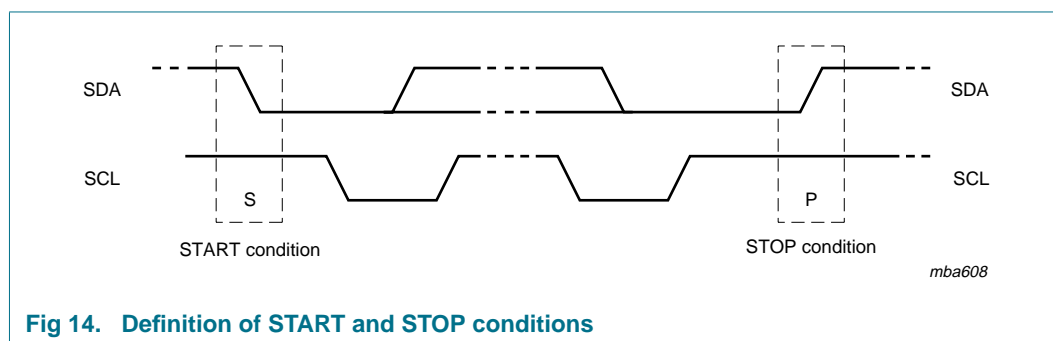 SDA SDA
SCL SCL
S P
START condition STOP condition
mba608
Fig 14. Definition of START and STOP conditions